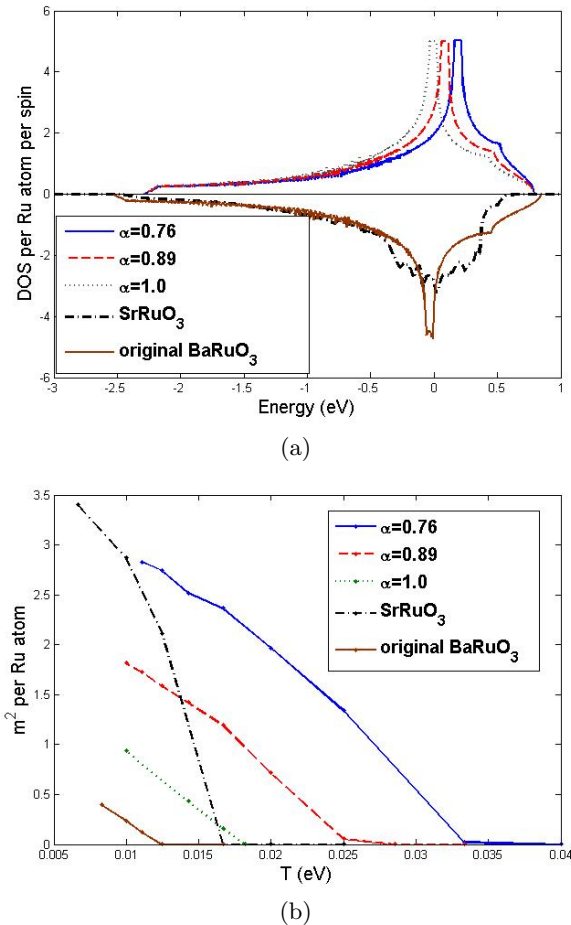 6
4
2
0
-2
-4
-6
DOS per Ru atom per spin
α=0.76
α=0.89
α=1.0
SrRuO3
original BaRuO3
-3 -2.5 -2 -1.5 -1 -0.5 0 0.5 1
Energy (eV)
(a)
3.5
3
2.5
2
1.5
1
0.5
0
m² per Ru atom
α=0.76
α=0.89
α=1.0
SrRuO3
original BaRuO3
0.005 0.01 0.015 0.02 0.025 0.03 0.035 0.04
T (eV)
(b)